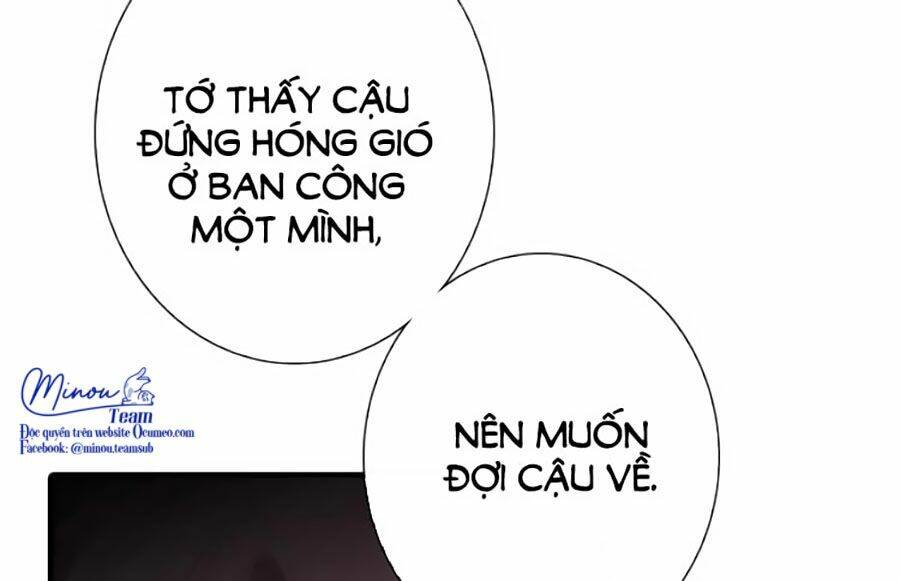 TỚ THẤY CẬU
ĐỨNG HÓNG GIÓ
Ở BAN CÔNG
MỘT MÌNH,
NÊN MUỐN
ĐỢI CẬU VỀ.
Minou
Team
Độc quyền trên website Ocumeo.com
Facebook: @minou.teamsub